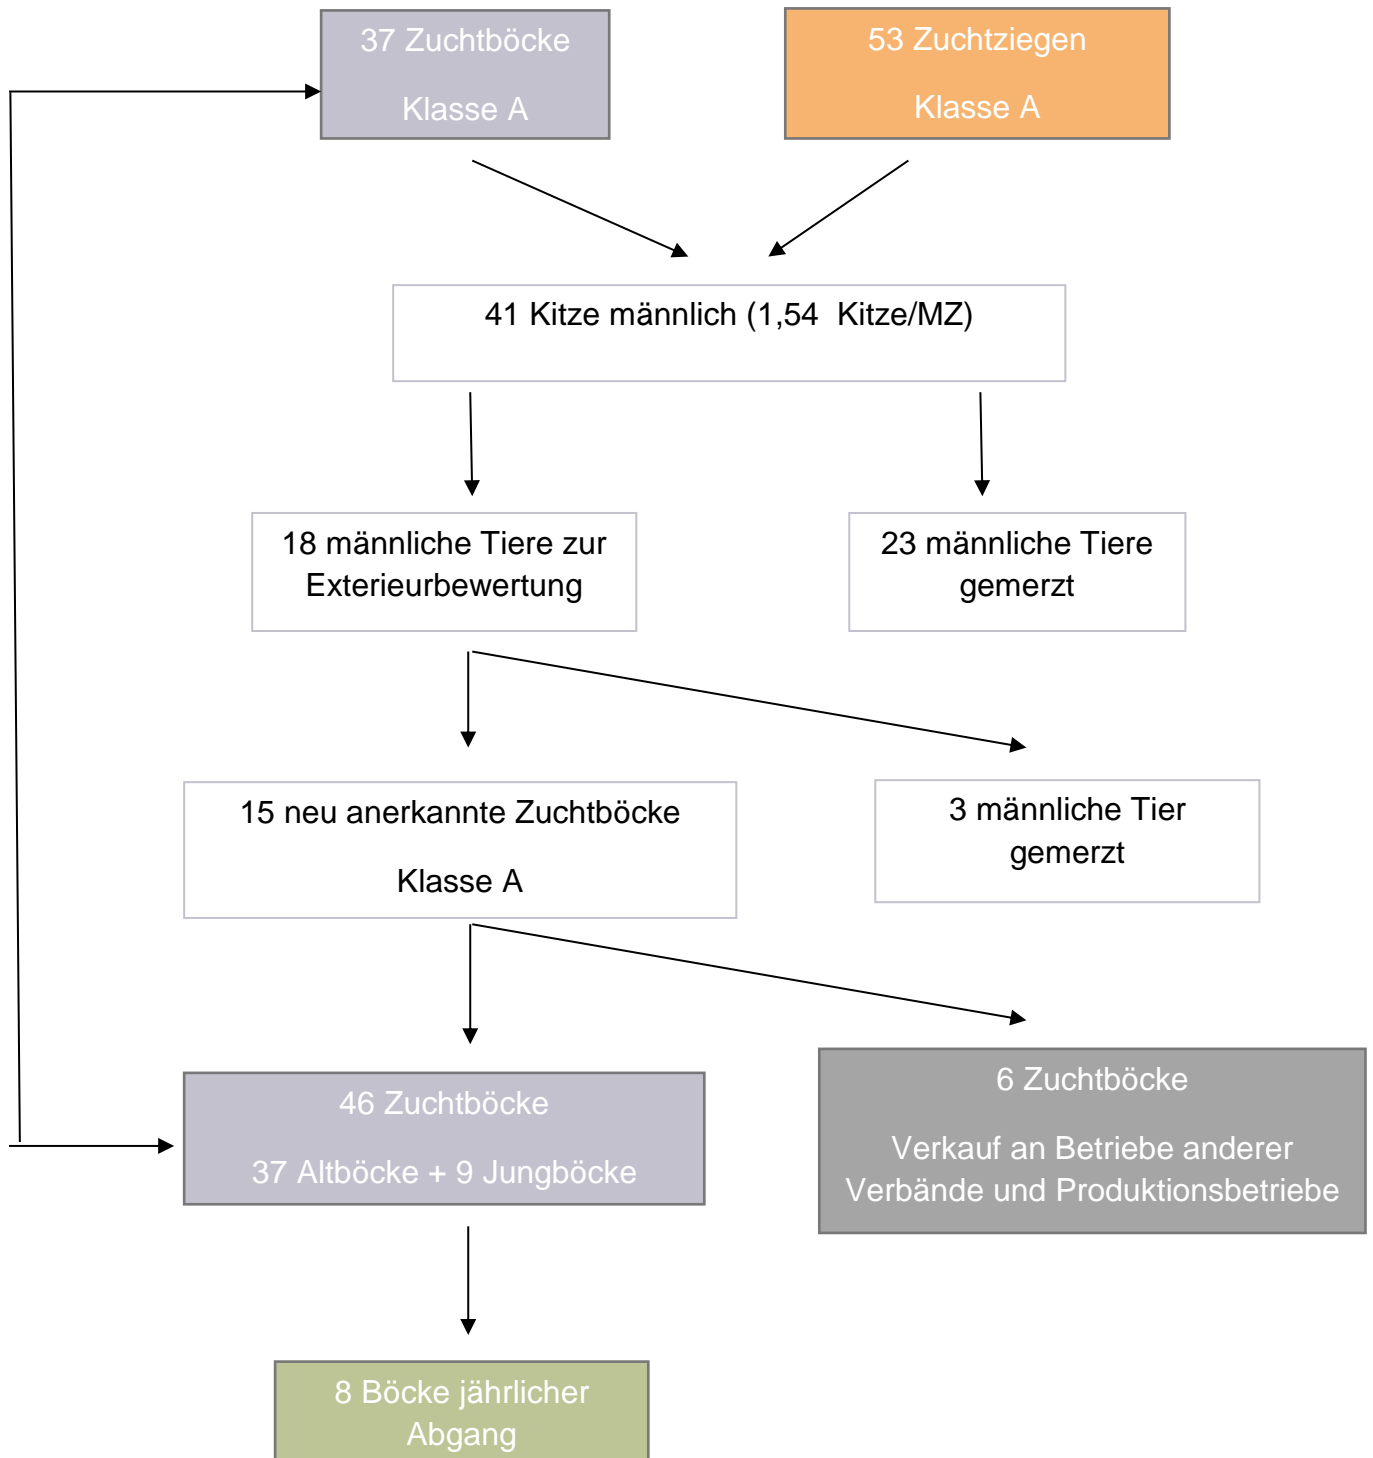 37 Zuchtböcke
Klasse A
53 Zuchtziegen
Klasse A
41 Kitze männlich (1,54 Kitze/MZ)
18 männliche Tiere zur
Exterieurbewertung
23 männliche Tiere
gemerzt
15 neu anerkannte Zuchtböcke
Klasse A
3 männliche Tier
gemerzt
46 Zuchtböcke
37 Altböcke + 9 Jungböcke
6 Zuchtböcke
Verkauf an Betriebe anderer
Verbände und Produktionsbetriebe
8 Böcke jährlicher
Abgang